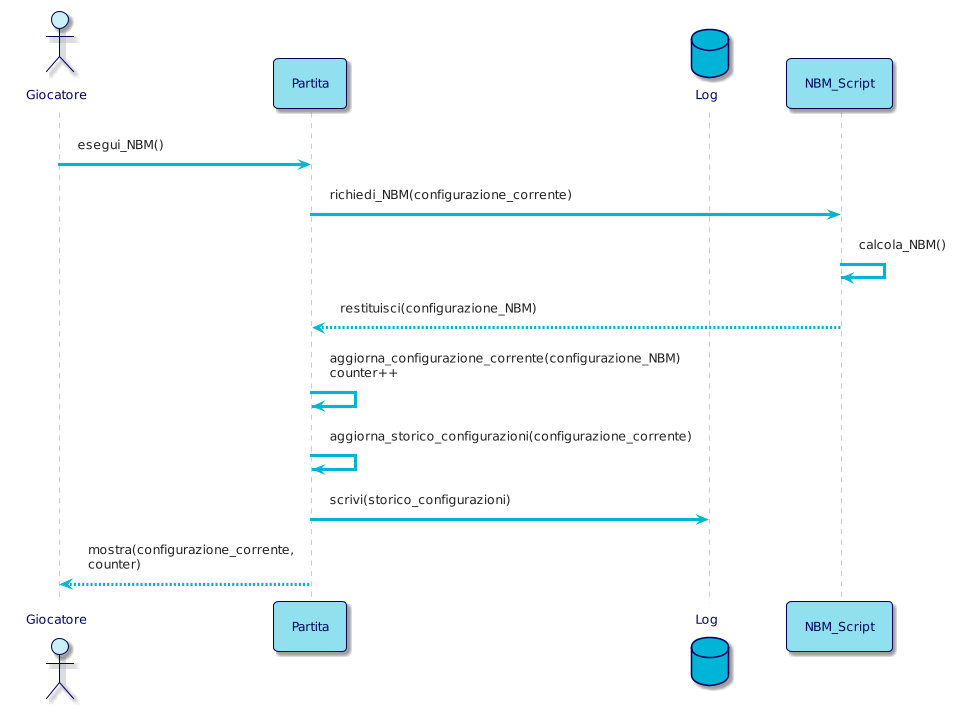 Giocatore
Partita
Log
NBM_Script
esegui_NBM()
richiedi_NBM(configurazione_corrente)
calcola_NBM()
restituisci(configurazione_NBM)
aggiorna_configurazione_corrente(configurazione_NBM)
counter++
aggiorna_storico_configurazioni(configurazione_corrente)
scrivi(storico_configurazioni)
mostra(configurazione_corrente,
counter)
Giocatore
Partita
Log
NBM_Script